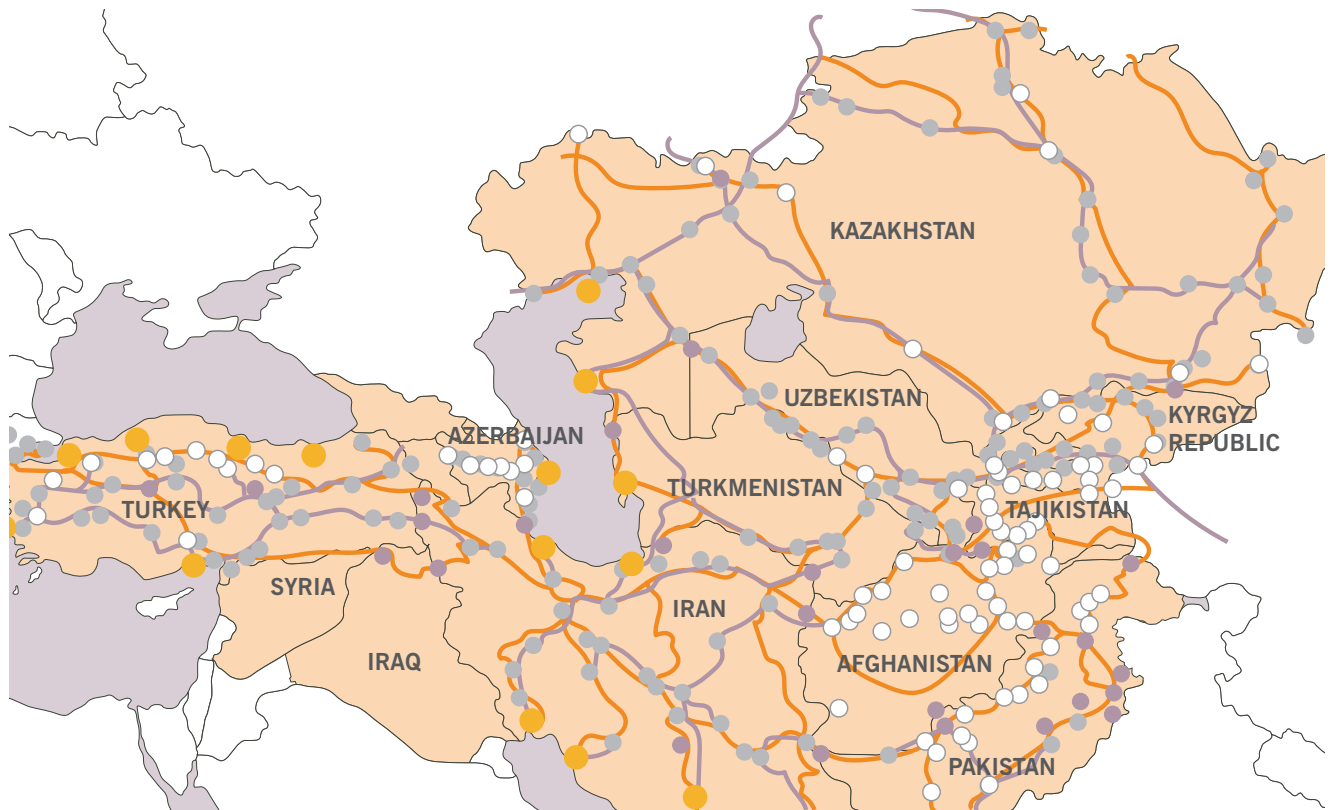 KAZAKHSTAN
UZBEKISTAN
KYRGYZ
REPUBLIC
AZERBAIJAN
TURKMENISTAN
TURKEY
TAJIKISTAN
SYRIA
IRAN
IRAQ
AFGHANISTAN
PAKISTAN